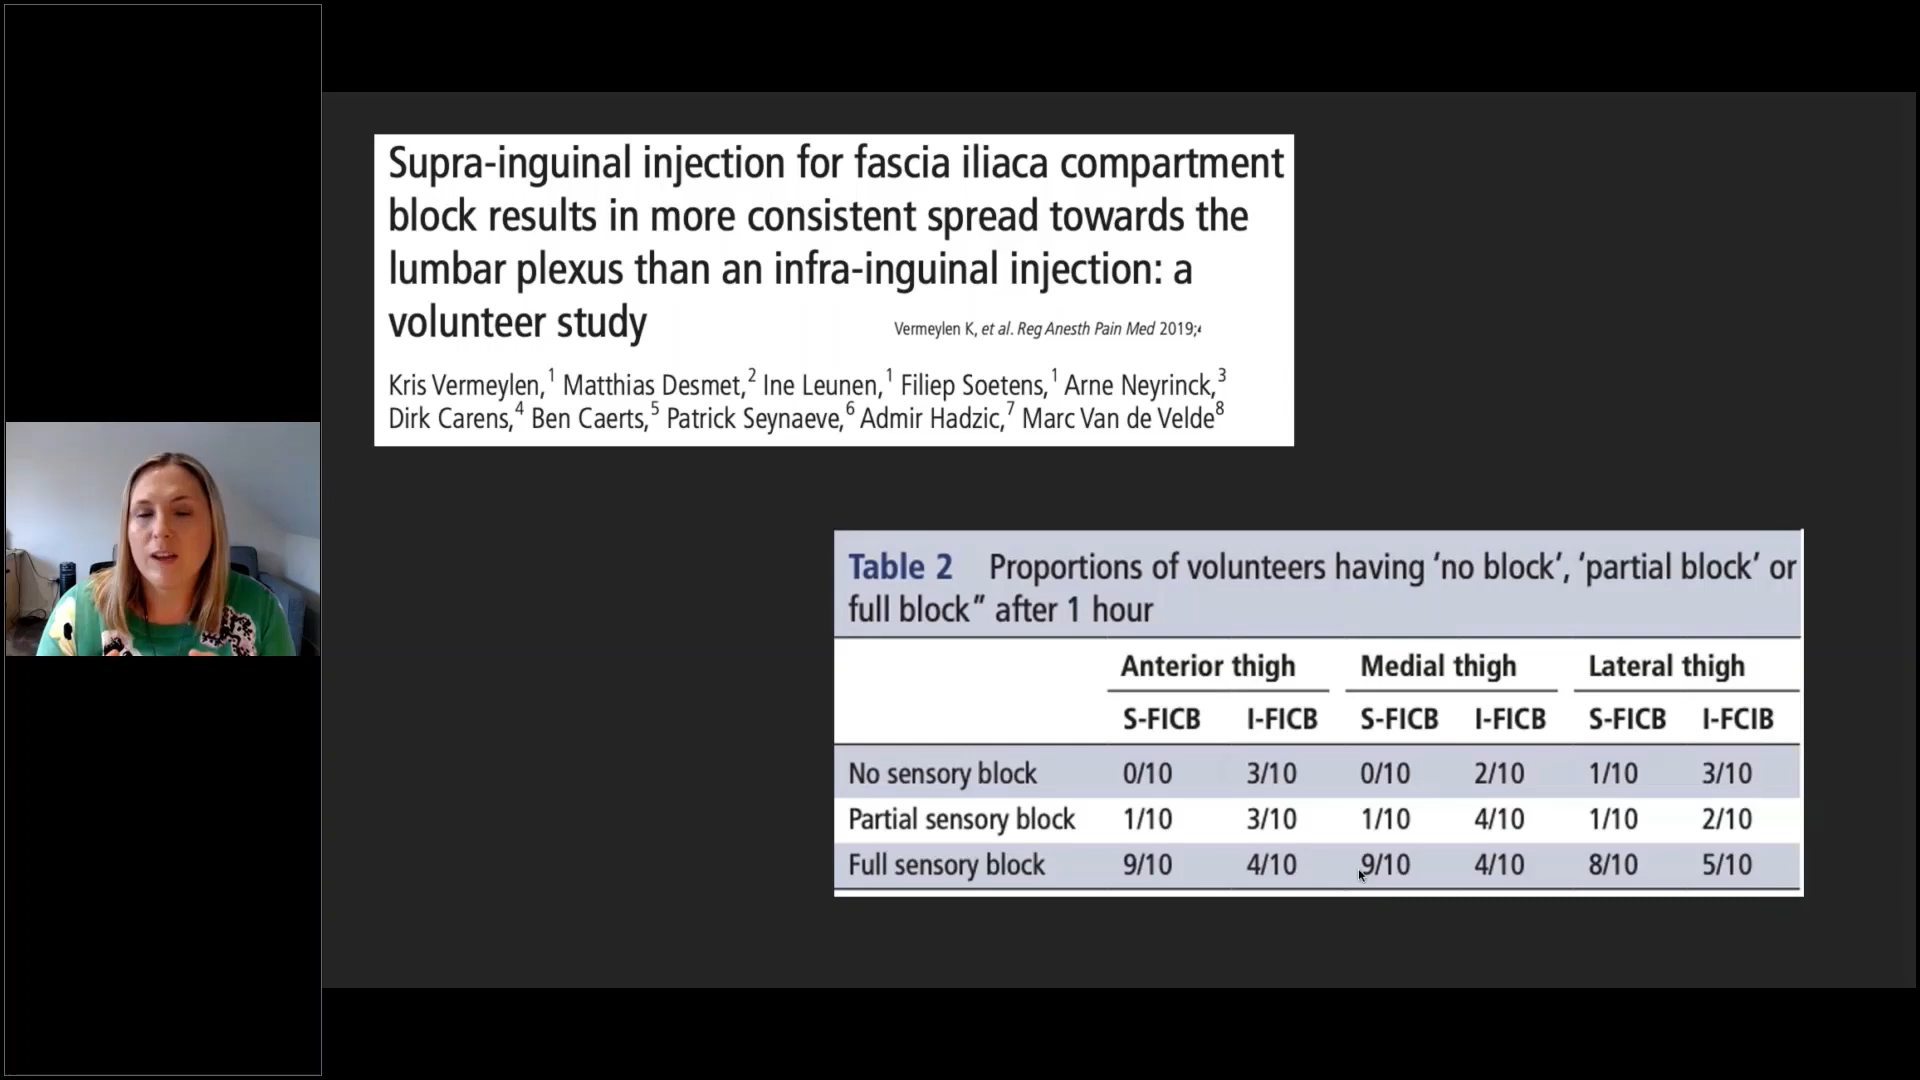 Supra-inguinal injection for fascia iliaca compartment
block results in more consistent spread towards the
lumbar plexus than an infra-inguinal injection: a
volunteer study
Vermeylen K, et al. Reg Anesth Pain Med 2019;
Kris Vermeylen,1 Matthias Desmet,2 Ine Leunen,1 Filiep Soetens,1 Arne Neyrinck,3
Dirk Carens,4 Ben Caerts,5 Patrick Seynaeve,6 Admir Hadzic,7 Marc Van de Velde8
Table 2 Proportions of volunteers having ‘no block’, ‘partial block’ or
full block” after 1 hour
Anterior thigh Medial thigh Lateral thigh
S-FICB I-FICB S-FICB I-FICB S-FICB I-FCIB
No sensory block 0/10 3/10 0/10 2/10 1/10 3/10
Partial sensory block 1/10 3/10 1/10 4/10 1/10 2/10
Full sensory block 9/10 4/10 9/10 4/10 8/10 5/10